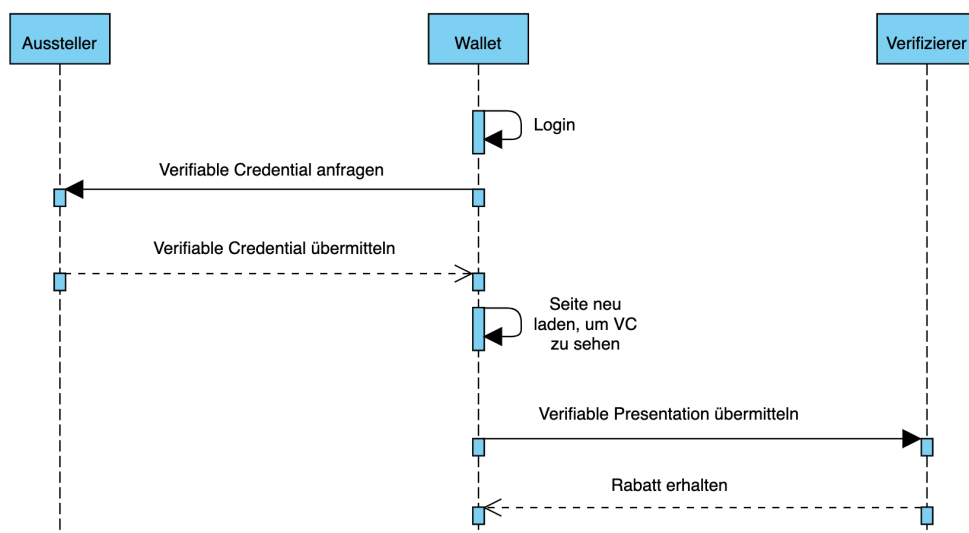 Aussteller
Wallet
Verifizierer
Login
Verifiable Credential anfragen
Verifiable Credential übermitteln
Seite neu
laden, um VC
zu sehen
Verifiable Presentation übermitteln
Rabatt erhalten